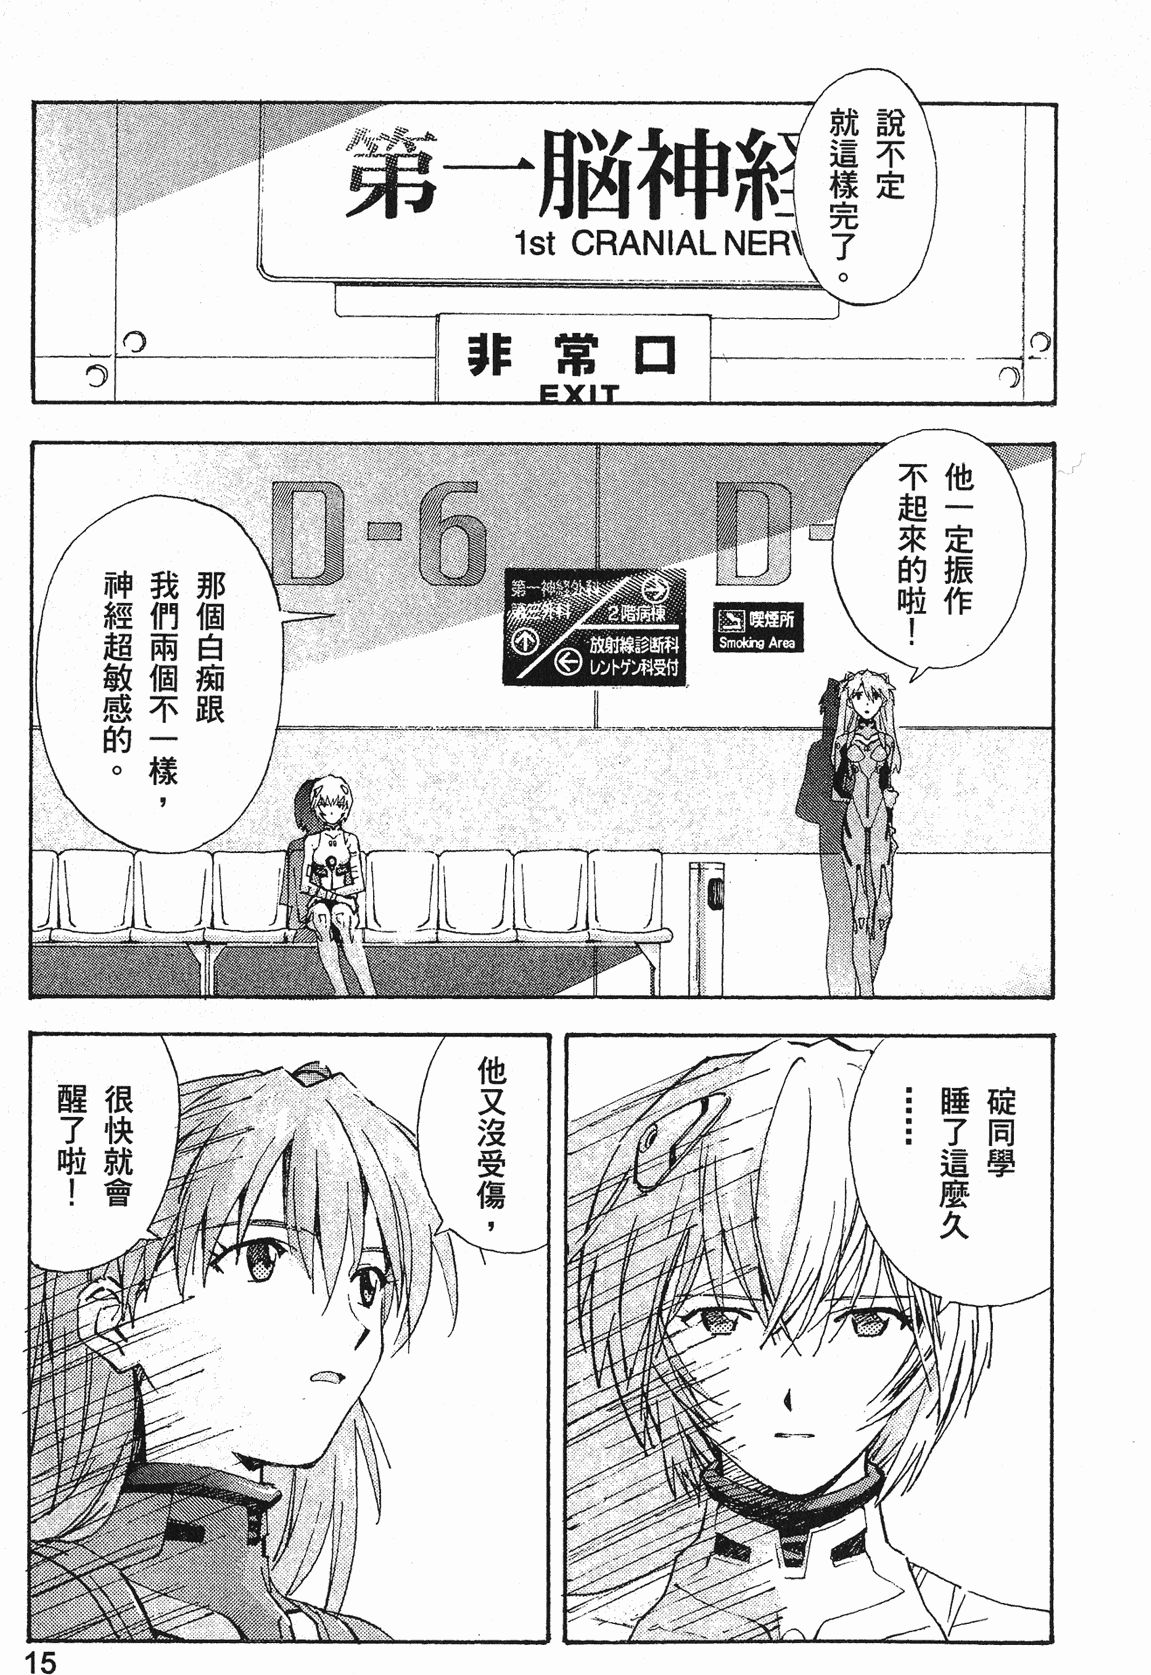 說不定
就這樣完了。
第一脳神経
1st CRANIAL NERV
非常口
EXIT
他一定振作
不起來的啦！
D-6
D-
第一神経外科
第三外科
2階病棟
放射線診断科
レントゲン科受付
喫煙所
Smoking Area
那個白痴跟
我們兩個不一樣，
神經超敏感的。
碇同學
睡了這麼久
⋯⋯
他又沒受傷，
很快就會
醒了啦！
15